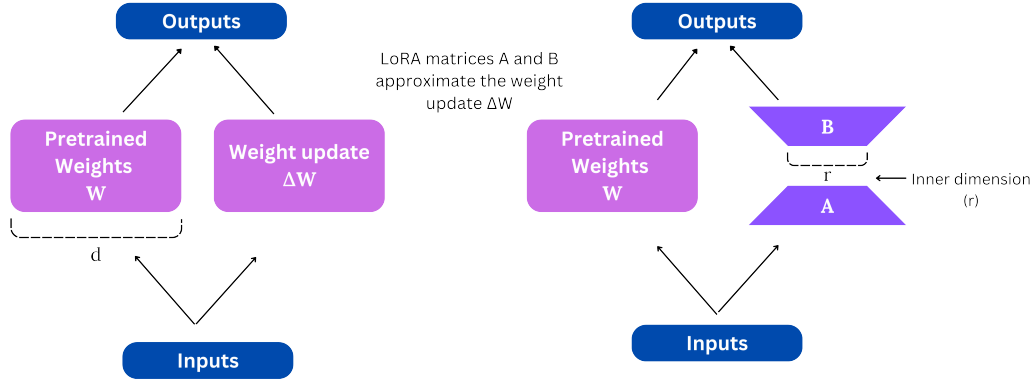 Outputs
Pretrained
Weights
W
Weight update
ΔW
d
Inputs
LoRA matrices A and B
approximate the weight
update ΔW
Outputs
Pretrained
Weights
W
B
r
Inner dimension
(r)
A
Inputs